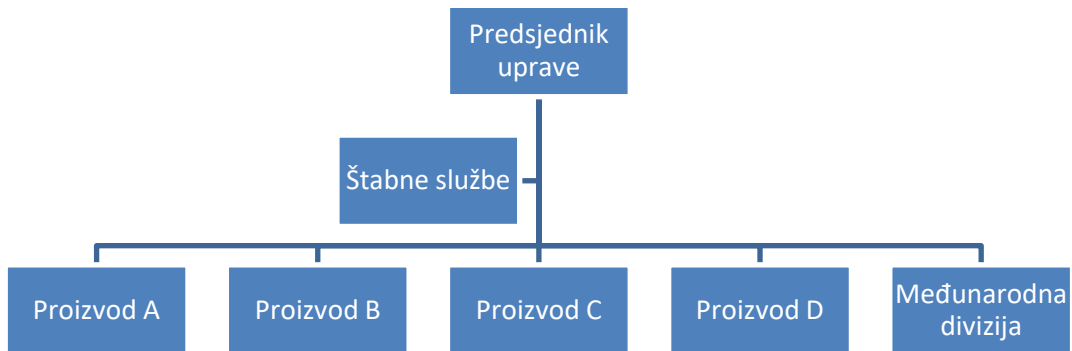 Predsjednik
uprave
Štabne službe
Proizvod A
Proizvod B
Proizvod C
Proizvod D
Međunarodna
divizija